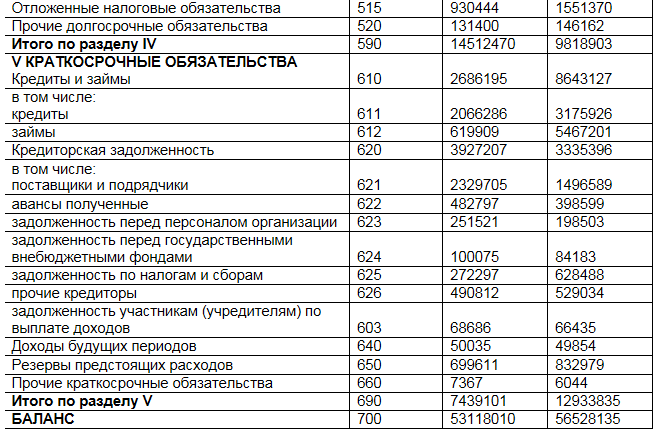 Отложенные налоговые обязательства 515 930444 1551370
Прочие долгосрочные обязательства 520 131400 146162
Итого по разделу IV 590 14512470 9818903
V КРАТКОСРОЧНЫЕ ОБЯЗАТЕЛЬСТВА
Кредиты и займы 610 2686195 8643127
в том числе:
кредиты 611 2066286 3175926
займы 612 619909 5467201
Кредиторская задолженность 620 3927207 3335396
в том числе:
поставщики и подрядчики 621 2329705 1496589
авансы полученные 622 482797 398599
задолженность перед персоналом организации 623 251521 198503
задолженность перед государственными
внебюджетными фондами 624 100075 84183
задолженность по налогам и сборам 625 272297 628488
прочие кредиторы 626 490812 529034
задолженность участникам (учредителям) по
выплате доходов 603 68686 66435
Доходы будущих периодов 640 50035 49854
Резервы предстоящих расходов 650 699611 832979
Прочие краткосрочные обязательства 660 7367 6044
Итого по разделу V 690 7439101 12933835
БАЛАНС 700 53118010 56528135